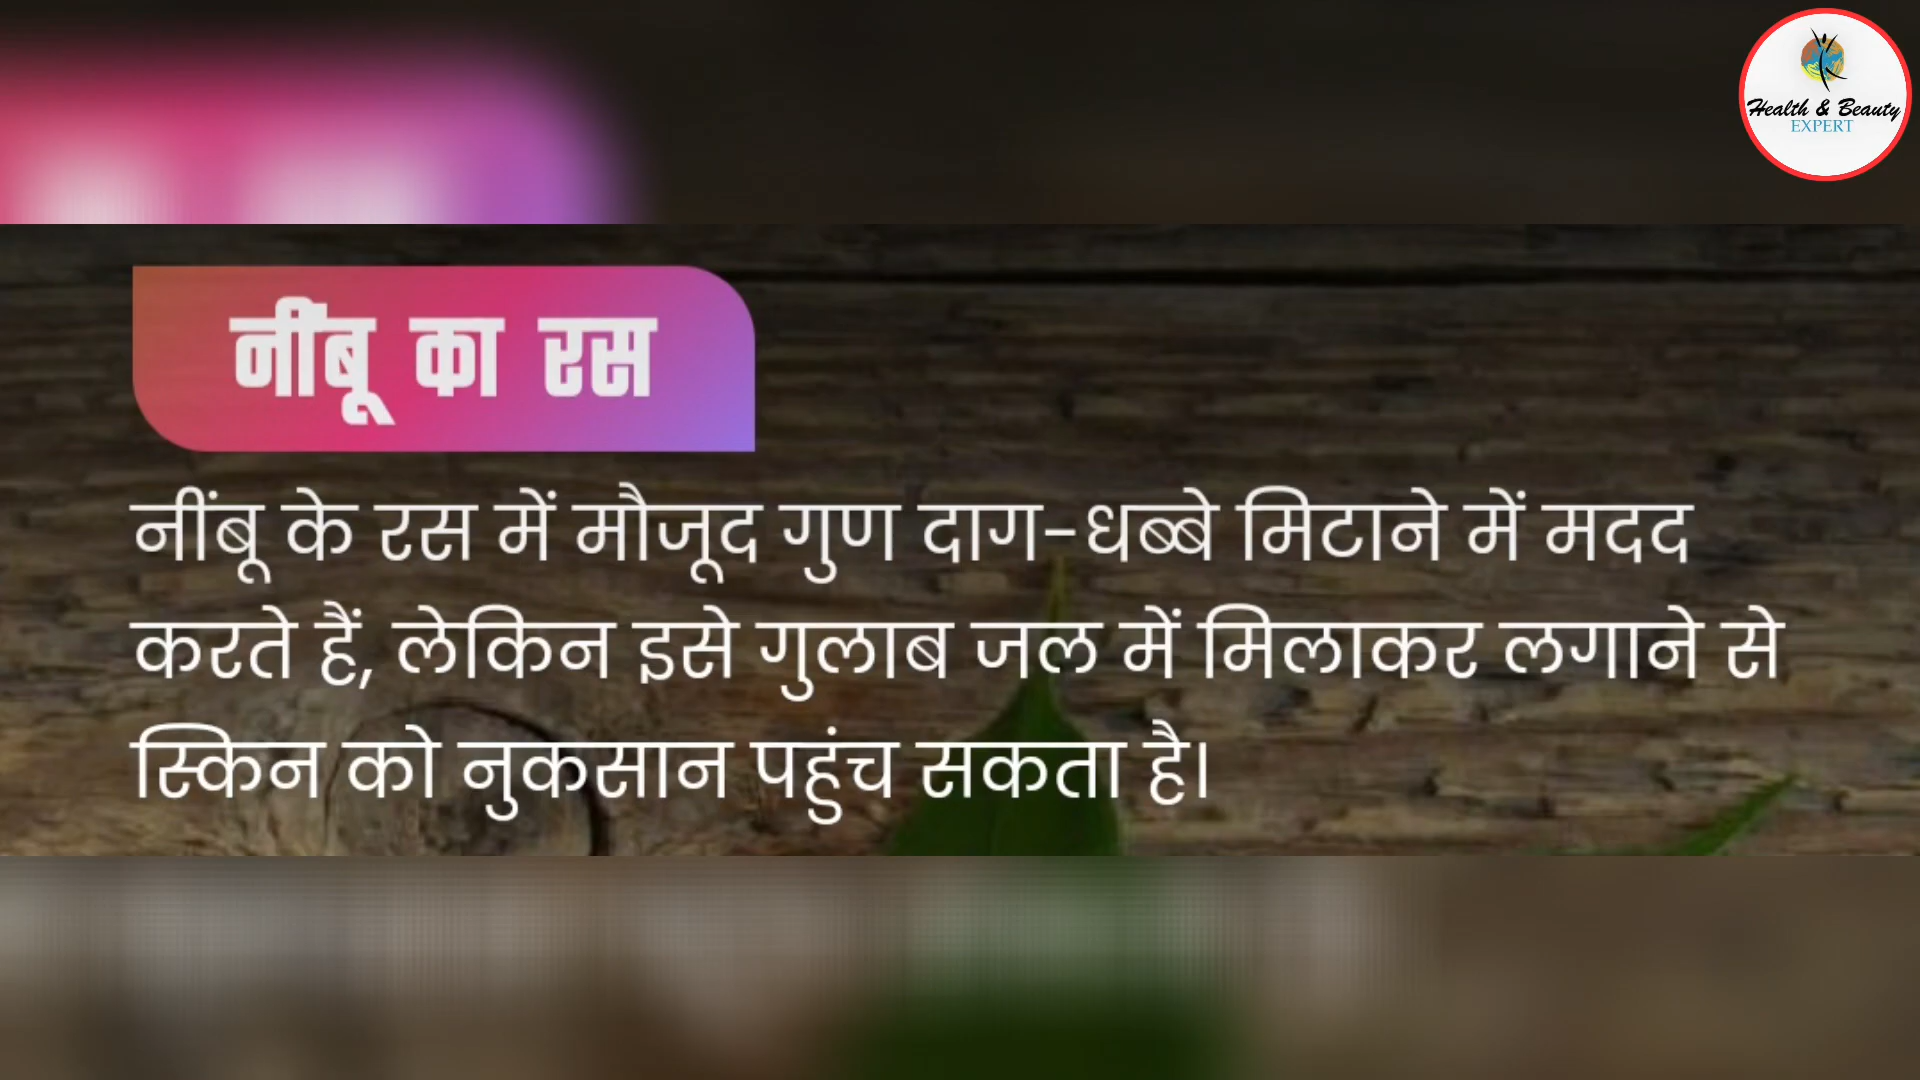 Health & Beauty
EXPERT
नींबू का रस
नींबू के रस में मौजूद गुण दाग-धब्बे मिटाने में मदद
करते हैं, लेकिन इसे गुलाब जल में मिलाकर लगाने से
स्किन को नुकसान पहुंच सकता है।